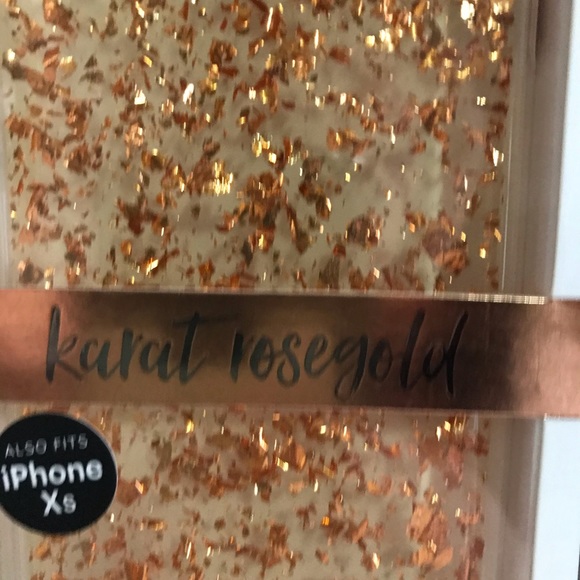 karat rosegold
ALSO FITS
iPhone
Xs